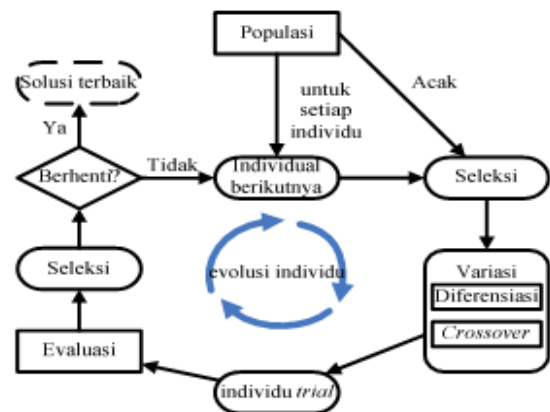 Populasi
Solusi terbaik
Acak
untuk
setiap
individu
Ya
Berhenti?
Tidak
Individual
berikutnya
Seleksi
Seleksi
evolusi individu
Variasi
Diferensiasi
Crossover
Evaluasi
individu trial